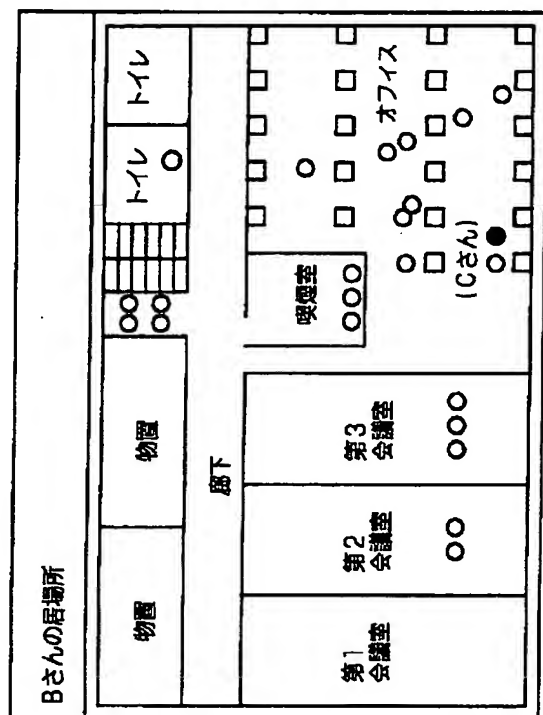 Bさんの居場所
物置
物置
トイレ
トイレ
廊下
喫煙室
オフィス
(Cさん)
第1
会議室
第2
会議室
第3
会議室